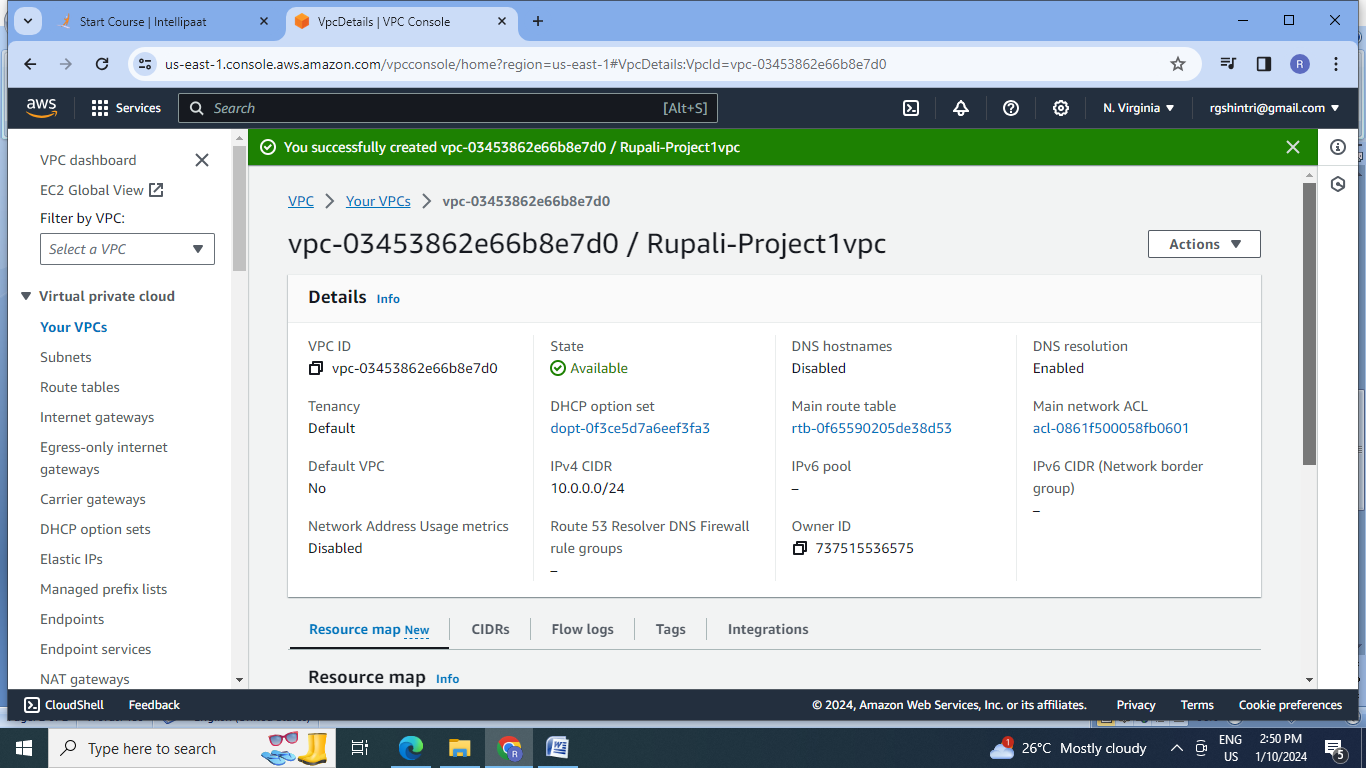 Start Course | Intellipaat
VpcDetails | VPC Console
us-east-1.console.aws.amazon.com/vpcconsole/home?region=us-east-1#VpcDetails:VpcId=vpc-03453862e66b8e7d0
R
aws
Services
Search
[Alt+S]
N. Virginia
rgshintri@gmail.com
VPC dashboard
EC2 Global View
Filter by VPC:
Select a VPC
Virtual private cloud
Your VPCs
Subnets
Route tables
Internet gateways
Egress-only internet
gateways
Carrier gateways
DHCP option sets
Elastic IPs
Managed prefix lists
Endpoints
Endpoint services
NAT gateways
You successfully created vpc-03453862e66b8e7d0 / Rupali-Project1vpc
VPC > Your VPCs > vpc-03453862e66b8e7d0
vpc-03453862e66b8e7d0 / Rupali-Project1vpc
Actions
Details Info
VPC ID
vpc-03453862e66b8e7d0
State
Available
DNS hostnames
Disabled
DNS resolution
Enabled
Tenancy
Default
DHCP option set
dopt-0f3ce5d7a6eef3fa3
Main route table
rtb-0f65590205de38d53
Main network ACL
acl-0861f500058fb0601
Default VPC
No
IPv4 CIDR
10.0.0.0/24
IPv6 pool
–
IPv6 CIDR (Network border
group)
–
Network Address Usage metrics
Disabled
Route 53 Resolver DNS Firewall
rule groups
–
Owner ID
737515536575
Resource map New
CIDRs
Flow logs
Tags
Integrations
Resource map Info
CloudShell
Feedback
© 2024, Amazon Web Services, Inc. or its affiliates.
Privacy
Terms
Cookie preferences
Type here to search
26°C Mostly cloudy
ENG
US
2:50 PM
1/10/2024
5